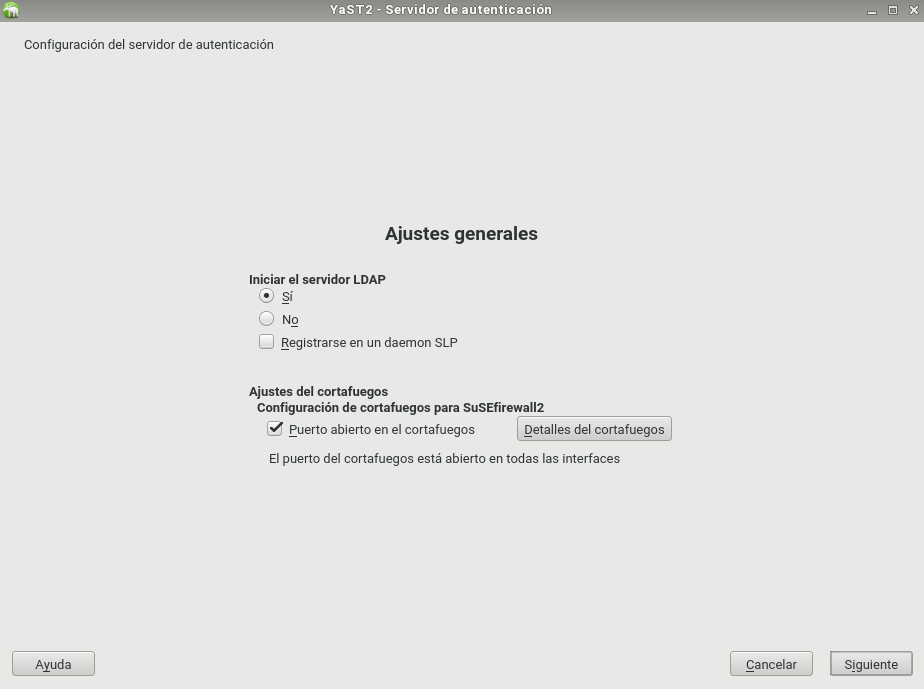 YaST2 - Servidor de autenticación
Configuración del servidor de autenticación
Ajustes generales
Iniciar el servidor LDAP
Sí
No
Registrarse en un daemon SLP
Ajustes del cortafuegos
Configuración de cortafuegos para SuSEfirewall2
Puerto abierto en el cortafuegos Detalles del cortafuegos
El puerto del cortafuegos está abierto en todas las interfaces
Ayuda Cancelar Siguiente